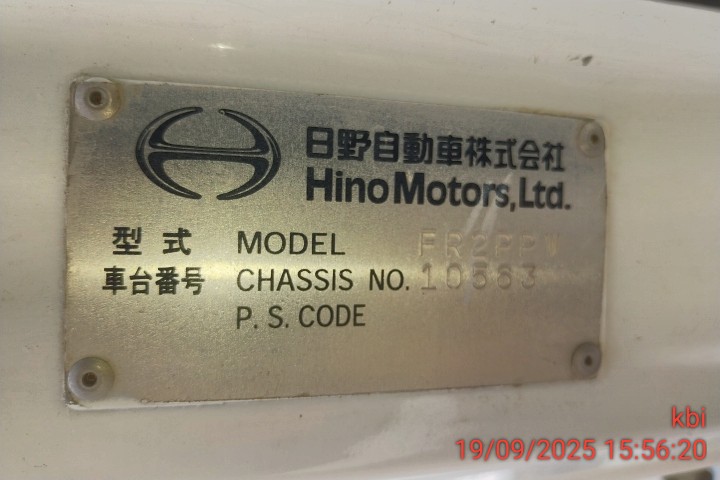 日野自動車株式会社
Hino Motors, Ltd.
型式 MODEL FR2PPW
車台番号 CHASSIS NO. 10563
P. S. CODE
kbi
19/09/2025 15:56:20